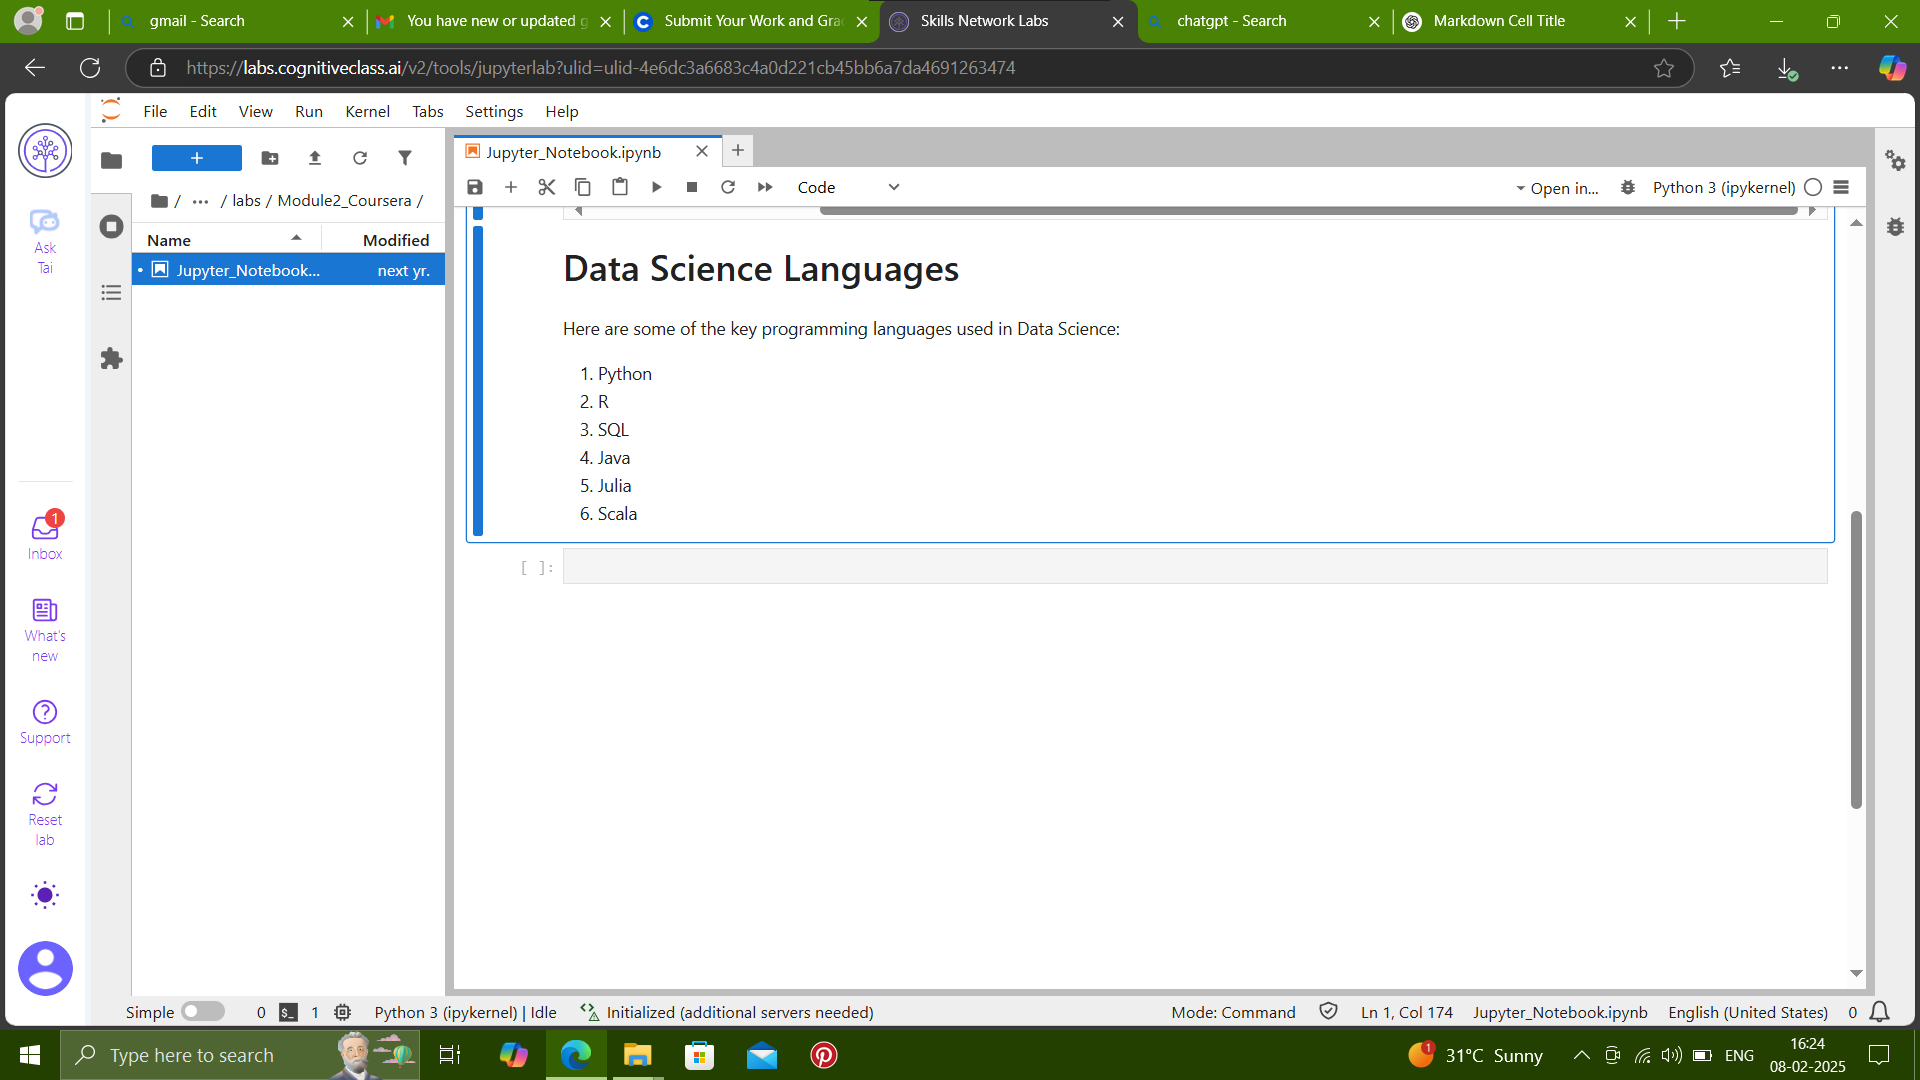 gmail - Search
You have new or updated g
Submit Your Work and Gra
Skills Network Labs
chatgpt - Search
Markdown Cell Title
https://labs.cognitiveclass.ai/v2/tools/jupyterlab?ulid=ulid-4e6dc3a6683c4a0d221cb45bb6a7da4691263474
File Edit View Run Kernel Tabs Settings Help
Ask
Tai
1
Inbox
What's
new
Support
Reset
lab
/ ... / labs / Module2_Coursera /
Name Modified
Jupyter_Notebook... next yr.
Jupyter_Notebook.ipynb
Code
Open in...
Python 3 (ipykernel)
Data Science Languages
Here are some of the key programming languages used in Data Science:
1. Python
2. R
3. SQL
4. Java
5. Julia
6. Scala
[ ]:
Simple 0 $_ 1 Python 3 (ipykernel) | Idle Initialized (additional servers needed) Mode: Command Ln 1, Col 174 Jupyter_Notebook.ipynb English (United States) 0
Type here to search
1
31°C Sunny
ENG
16:24
08-02-2025